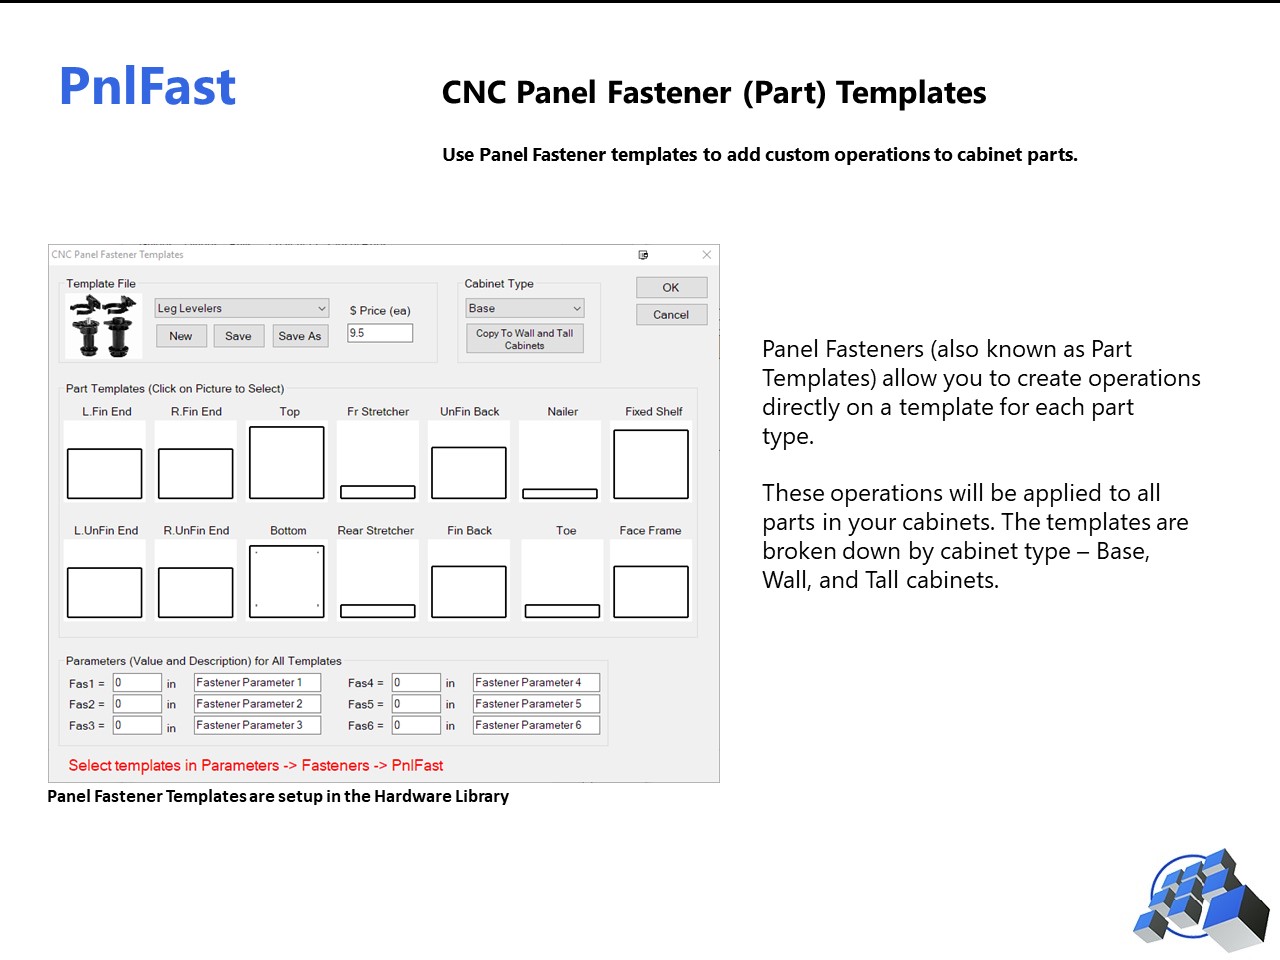 PnlFast
CNC Panel Fastener (Part) Templates
Use Panel Fastener templates to add custom operations to cabinet parts.
CNC Panel Fastener Templates
Template File
Leg Levelers
$ Price (ea)
New
Save
Save As
9.5
Cabinet Type
Base
Copy To Wall and Tall
Cabinets
OK
Cancel
Part Templates (Click on Picture to Select)
L.Fin End R.Fin End Top Fr Stretcher UnFin Back Nailer Fixed Shelf
L.UnFin End R.UnFin End Bottom Rear Stretcher Fin Back Toe Face Frame
Parameters (Value and Description) for All Templates
Fas1 = 0 in Fastener Parameter 1 Fas4 = 0 in Fastener Parameter 4
Fas2 = 0 in Fastener Parameter 2 Fas5 = 0 in Fastener Parameter 5
Fas3 = 0 in Fastener Parameter 3 Fas6 = 0 in Fastener Parameter 6
Select templates in Parameters -> Fasteners -> PnlFast
Panel Fastener Templates are setup in the Hardware Library
Panel Fasteners (also known as Part
Templates) allow you to create operations
directly on a template for each part
type.
These operations will be applied to all
parts in your cabinets. The templates are
broken down by cabinet type – Base,
Wall, and Tall cabinets.